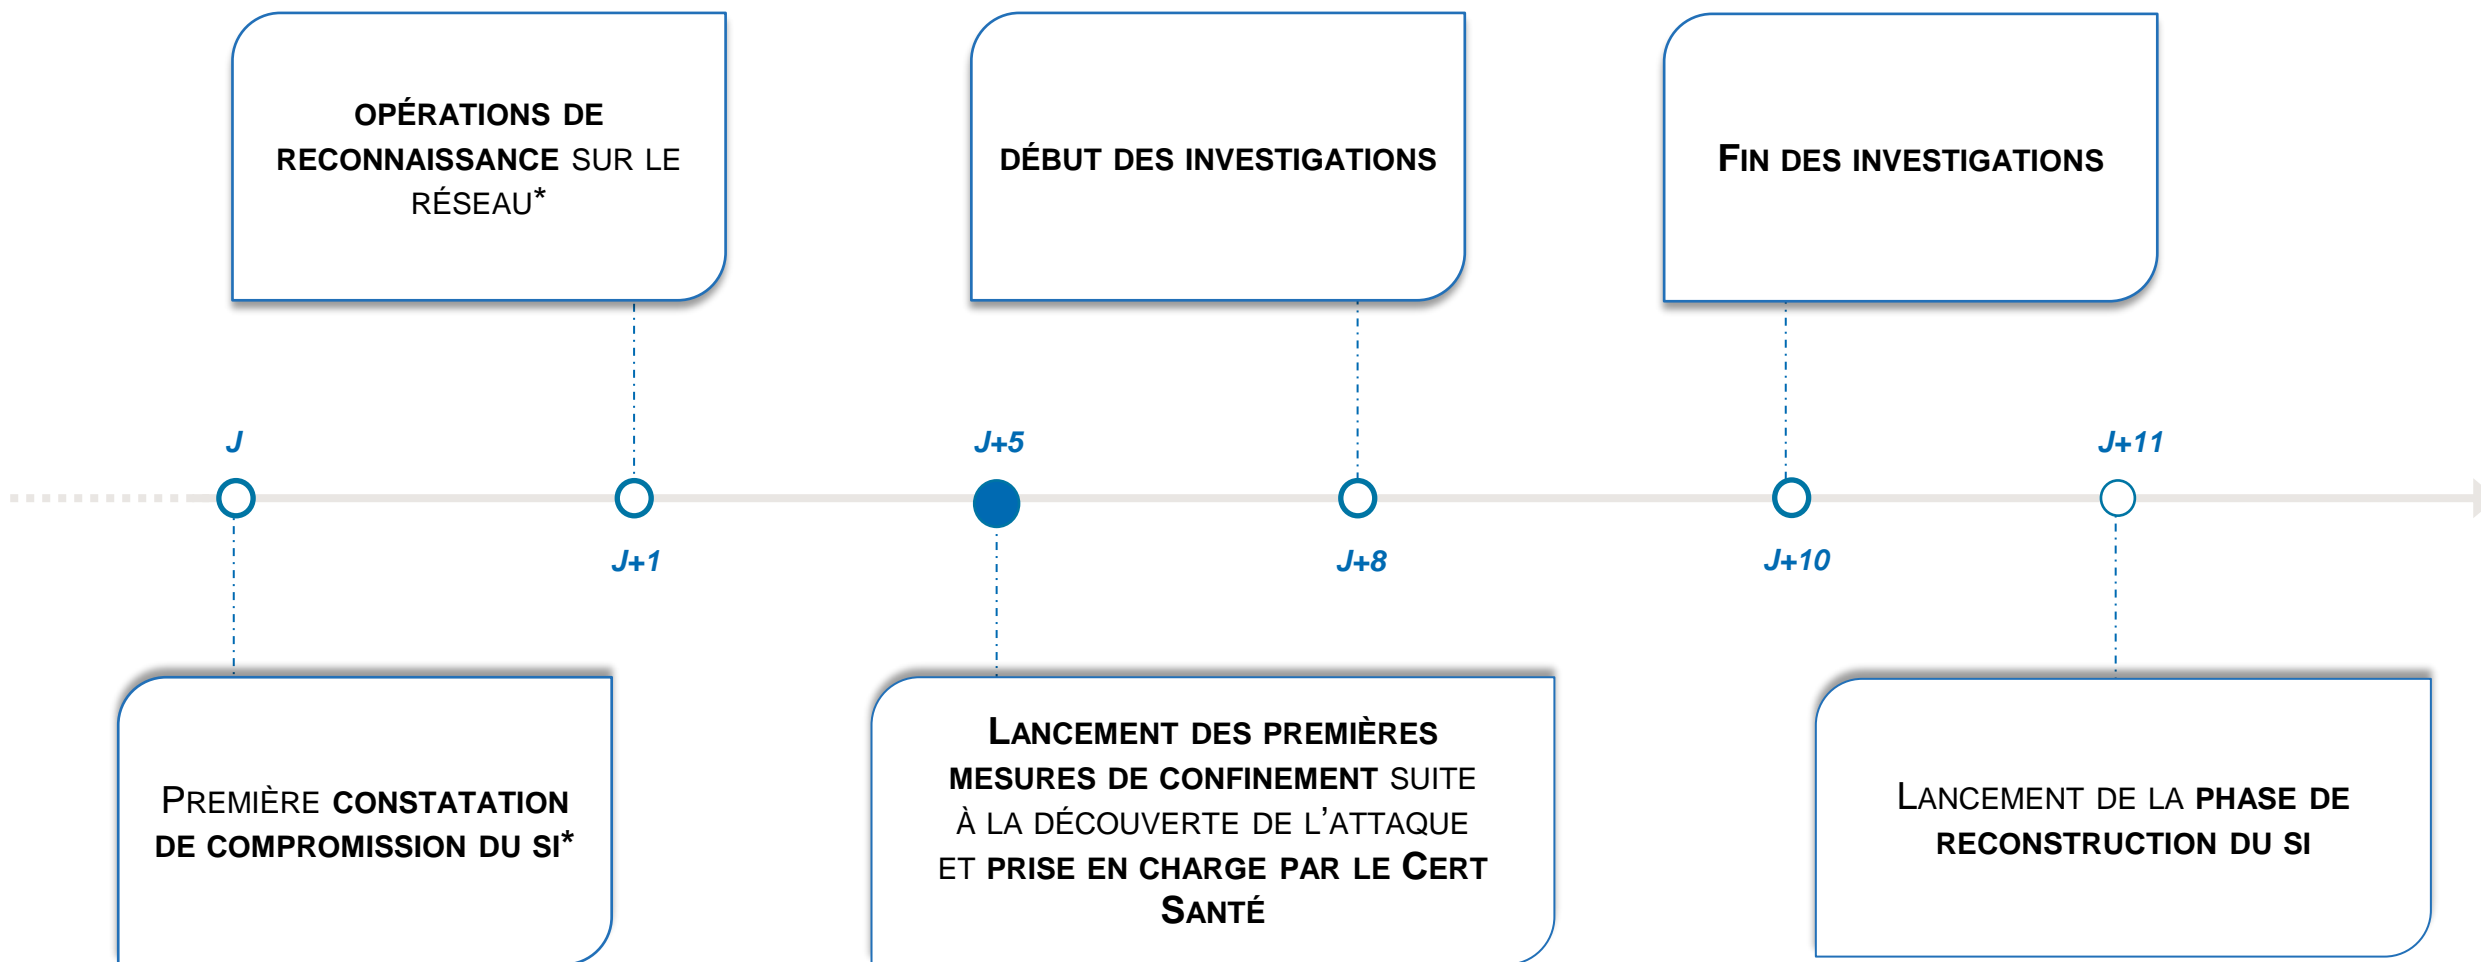 OPÉRATIONS DE
RECONNAISSANCE SUR LE
RÉSEAU*
DÉBUT DES INVESTIGATIONS
FIN DES INVESTIGATIONS
J
J+1
J+5
J+8
J+10
J+11
PREMIÈRE CONSTATATION
DE COMPROMISSION DU SI*
LANCEMENT DES PREMIÈRES
MESURES DE CONFINEMENT SUITE
À LA DÉCOUVERTE DE L'ATTAQUE
ET PRISE EN CHARGE PAR LE CERT
SANTÉ
LANCEMENT DE LA PHASE DE
RECONSTRUCTION DU SI